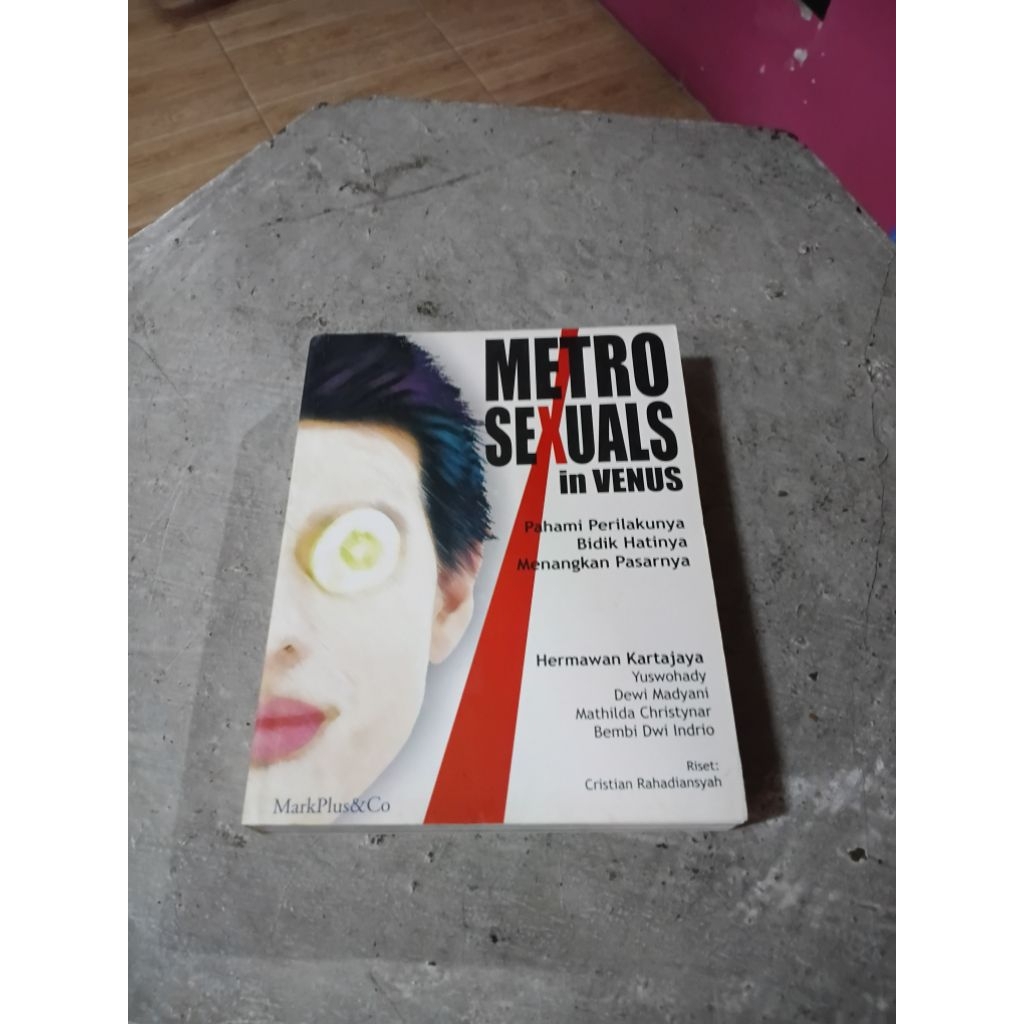 METRO
SEXUALS
in VENUS
Pahami Perilakunya
Bidik Hatinya
Menangkan Pasarnya
Hermawan Kartajaya
Yuswohady
Dewi Madyani
Mathilda Christynar
Bembi Dwi Indrio
Riset:
Cristian Rahadiansyah
MarkPlus&Co